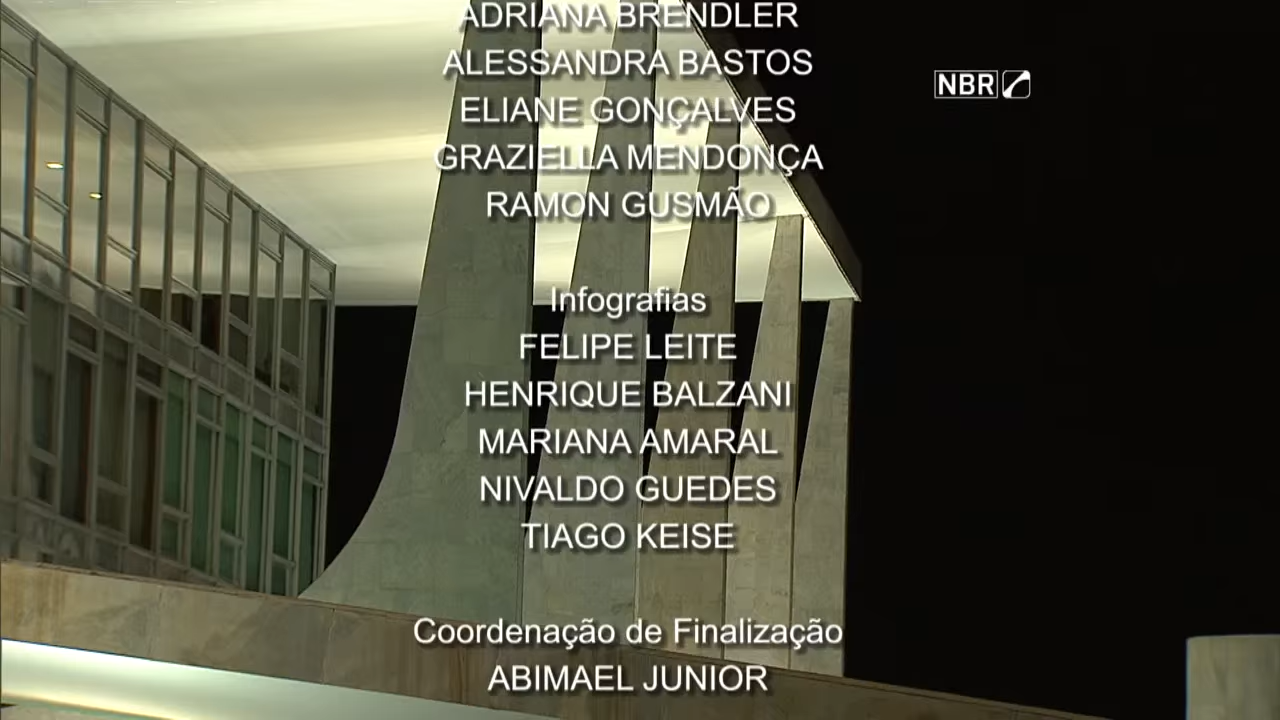 ADRIANA BRENDLER
ALESSANDRA BASTOS
NBR
ELIANE GONÇALVES
GRAZIELLA MENDONÇA
RAMON GUSMÃO
Infografias
FELIPE LEITE
HENRIQUE BALZANI
MARIANA AMARAL
NIVALDO GUEDES
TIAGO KEISE
Coordenação de Finalização
ABIMAEL JUNIOR